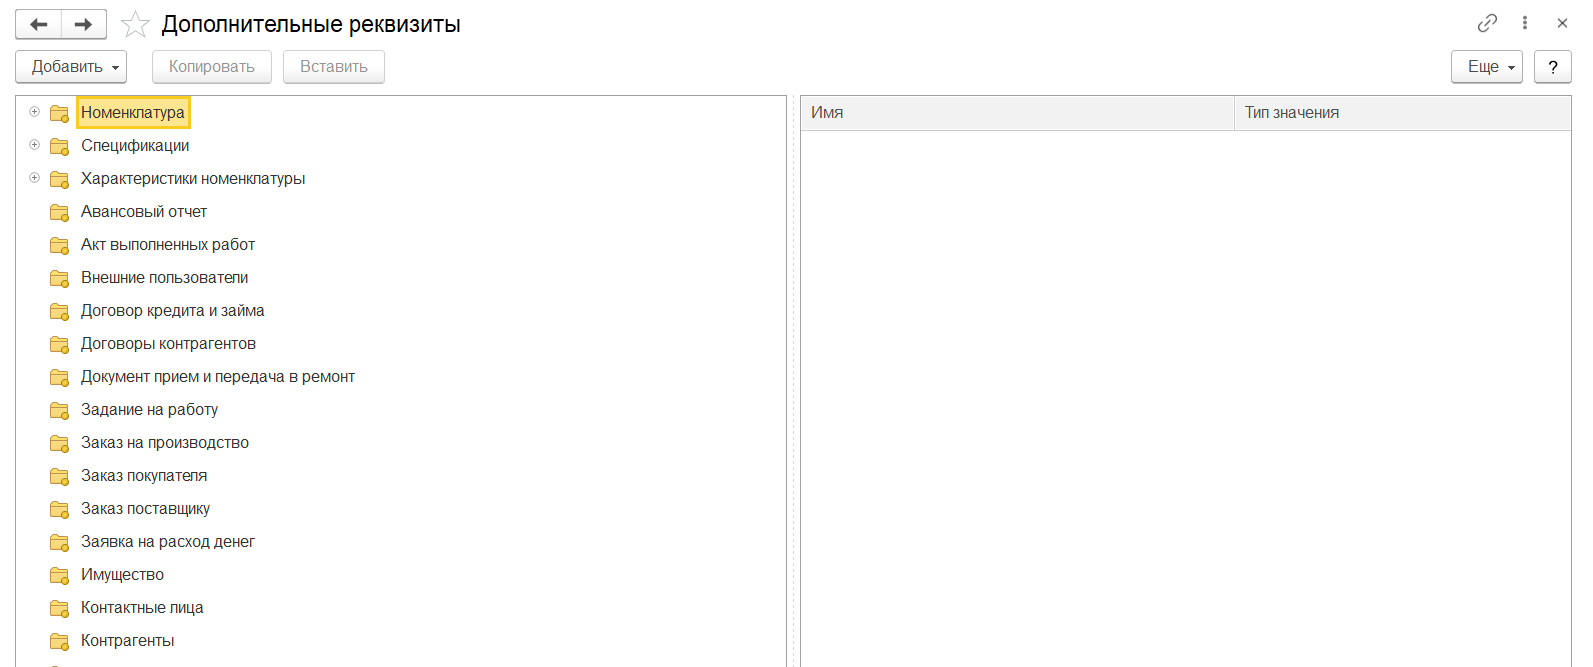 Дополнительные реквизиты
Добавить Копировать Вставить Еще ?
Имя Тип значения
Номенклатура
Спецификации
Характеристики номенклатуры
Авансовый отчет
Акт выполненных работ
Внешние пользователи
Договор кредита и займа
Договоры контрагентов
Документ прием и передача в ремонт
Задание на работу
Заказ на производство
Заказ покупателя
Заказ поставщику
Заявка на расход денег
Имущество
Контактные лица
Контрагенты